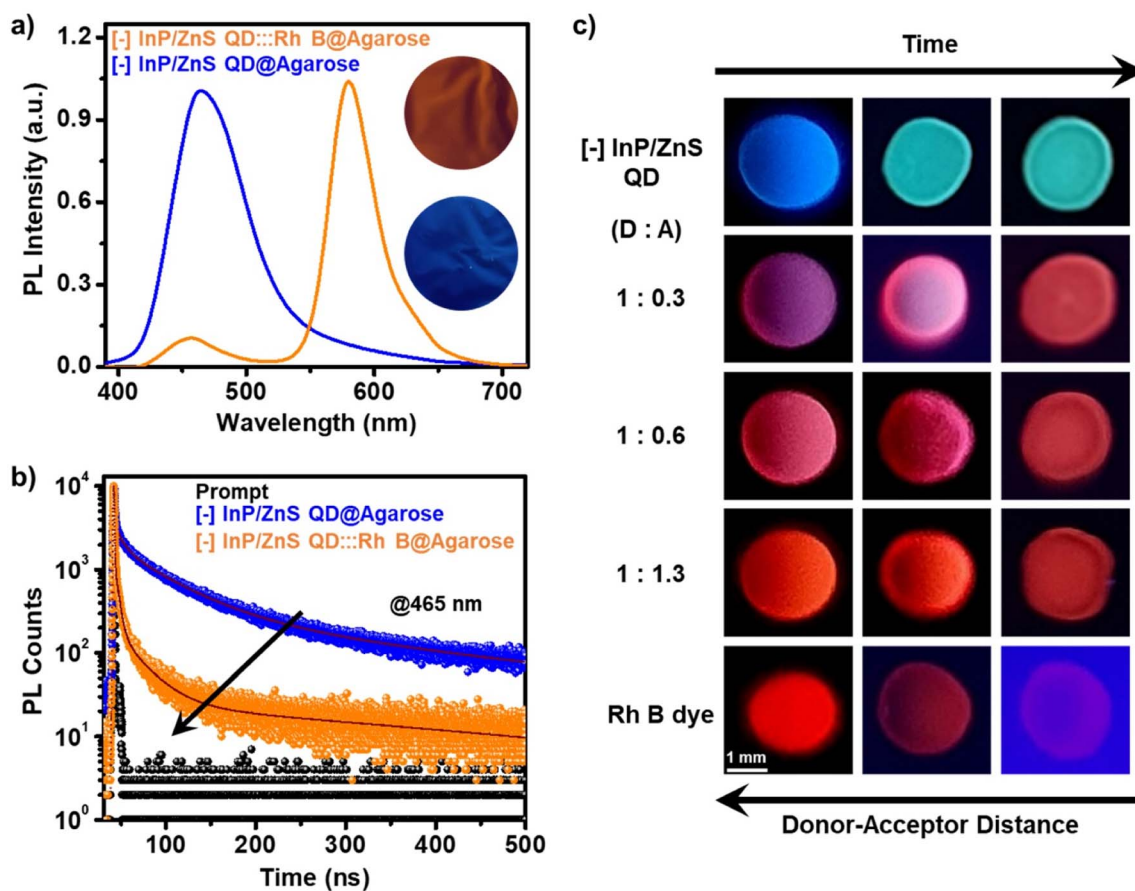 a)
[-] InP/ZnS QD:::Rh B@Agarose
[-] InP/ZnS QD@Agarose
PL Intensity (a.u.)
1.2
0.9
0.6
0.3
0.0
400
500
600
700
Wavelength (nm)
b)
Prompt
[-] InP/ZnS QD@Agarose
[-] InP/ZnS QD:::Rh B@Agarose
@465 nm
PL Counts
10⁴
10³
10²
10¹
10⁰
100
200
300
400
500
Time (ns)
c)
Time
[-] InP/ZnS
QD
(D : A)
1 : 0.3
1 : 0.6
1 : 1.3
Rh B dye
1 mm
Donor-Acceptor Distance